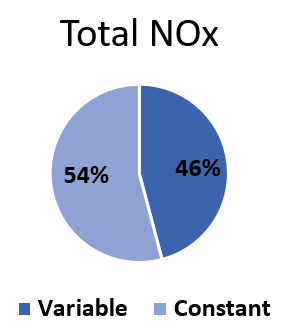 Total NOx
54%
46%
Variable
Constant